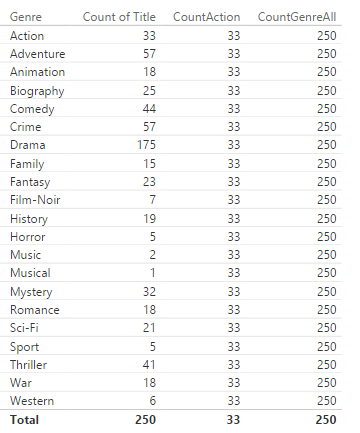 Genre Count of Title CountAction CountGenreAll
Action 33 33 250
Adventure 57 33 250
Animation 18 33 250
Biography 25 33 250
Comedy 44 33 250
Crime 57 33 250
Drama 175 33 250
Family 15 33 250
Fantasy 23 33 250
Film-Noir 7 33 250
History 19 33 250
Horror 5 33 250
Music 2 33 250
Musical 1 33 250
Mystery 32 33 250
Romance 18 33 250
Sci-Fi 21 33 250
Sport 5 33 250
Thriller 41 33 250
War 18 33 250
Western 6 33 250
Total 250 33 250